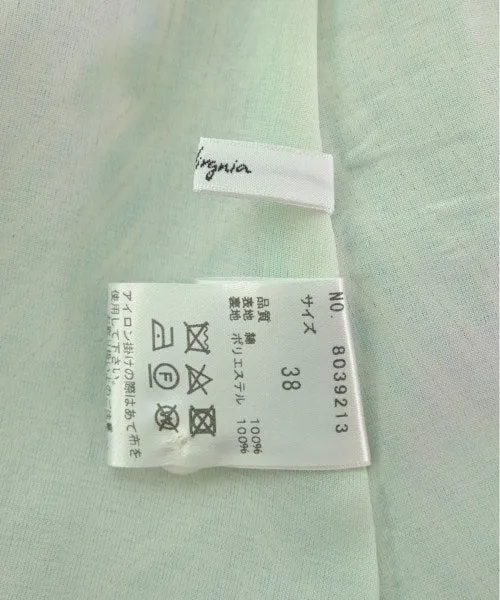 irgnia
NO. 8039213
サイズ
38
品質
表地 綿 100%
裏地 ポリエステル 100%
アイロン掛けの際はあて布を
使用して下さい。